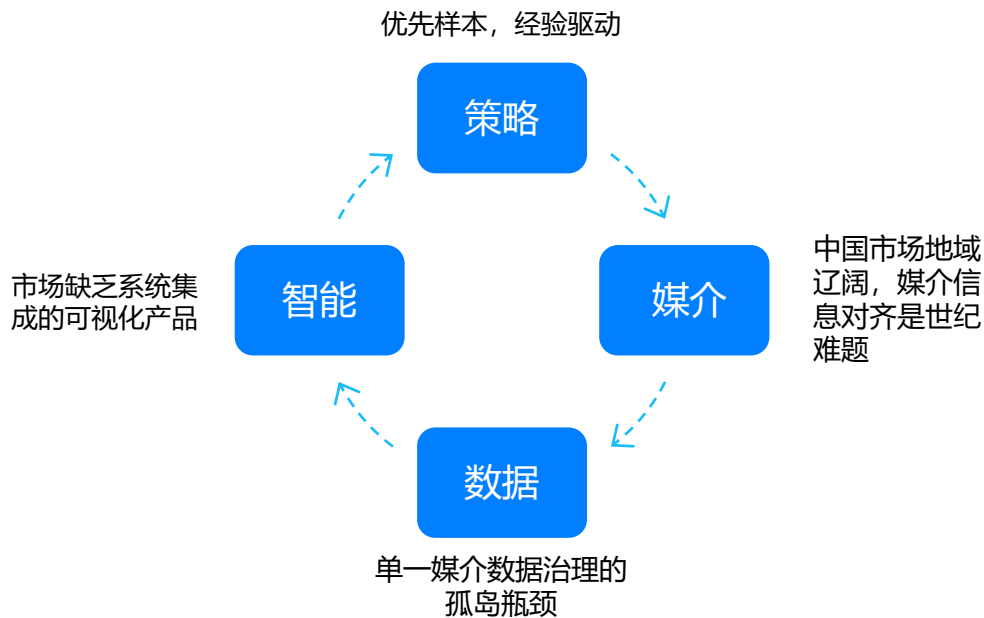 优先样本，经验驱动
策略
中国市场地域
辽阔，媒介信
息对齐是世纪
难题
市场缺乏系统集
成的可视化产品
智能
媒介
数据
单一媒介数据治理的
孤岛瓶颈